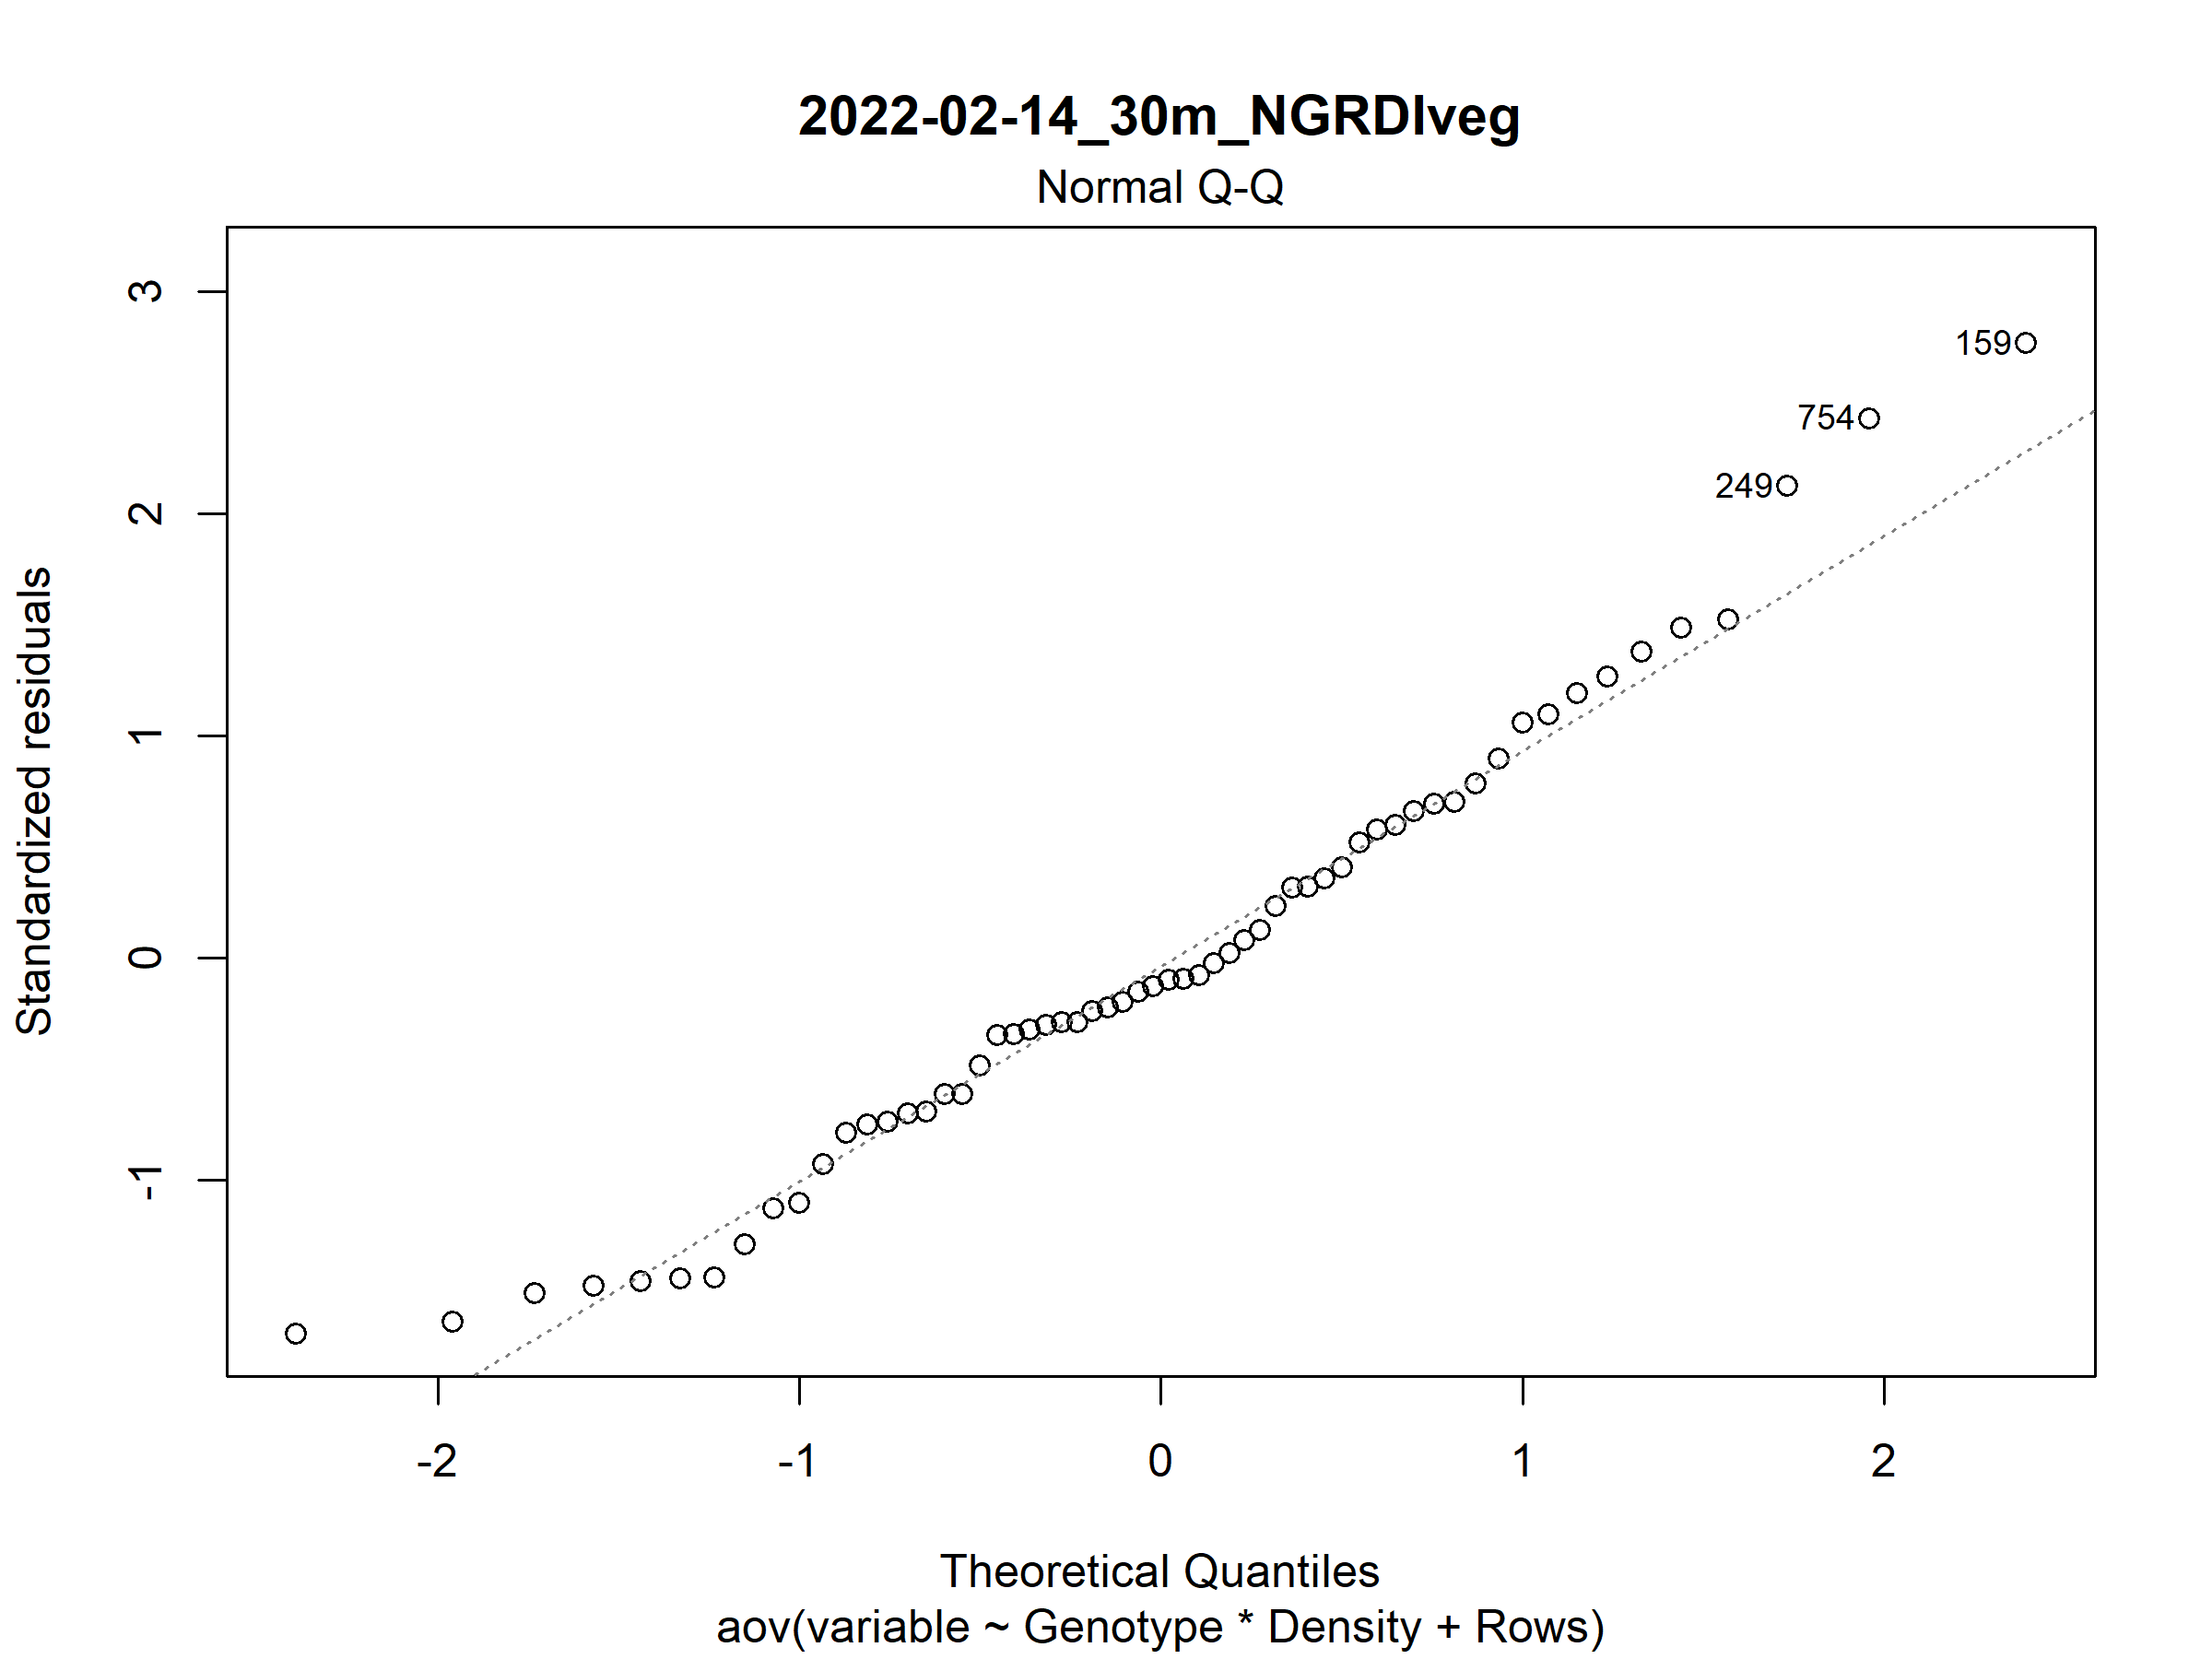 2022-02-14_30m_NGRDIveg
Normal Q-Q
3
2
1
0
-1
Standardized residuals
159
754
249
-2 -1 0 1 2
Theoretical Quantiles
aov(variable ~ Genotype * Density + Rows)